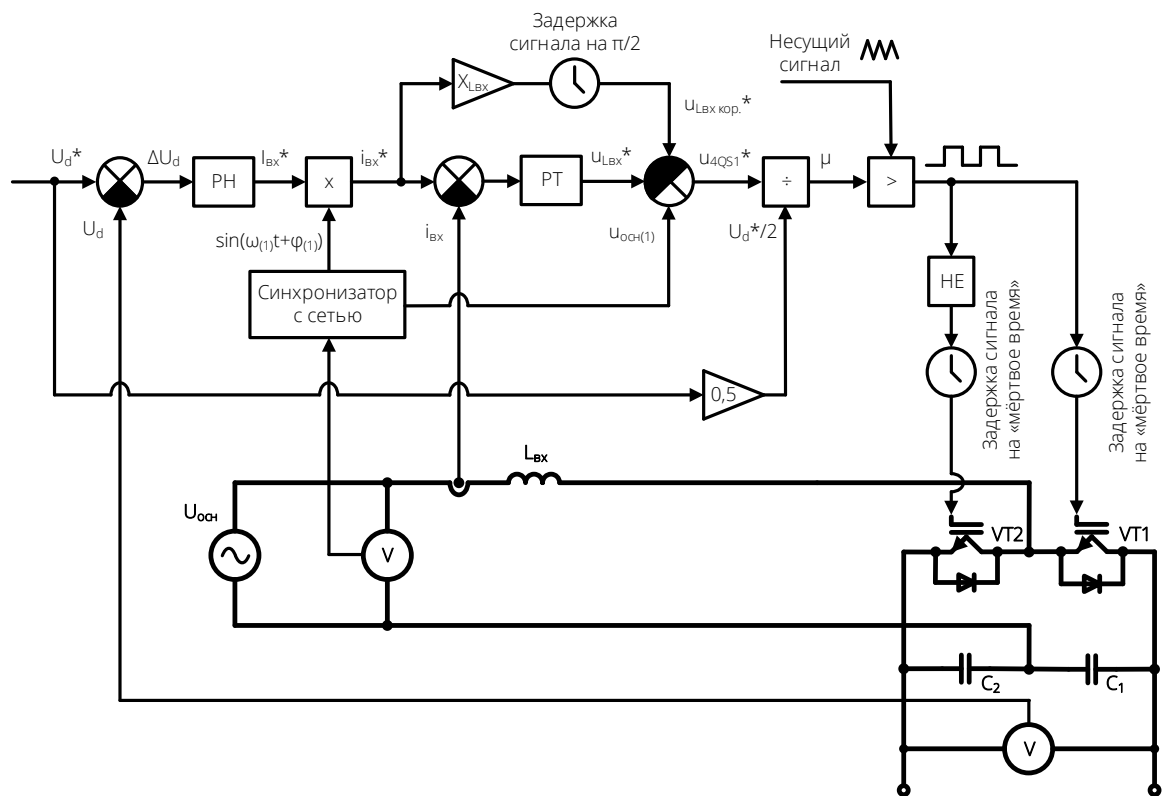 Задержка
сигнала на π/2
Несущий
сигнал
X_Lвх
u_Lвх кор.*
U_d*
ΔU_d
I_вх*
i_вх*
u_Lвх*
u_4QS1*
μ
РН
x
РТ
÷
>
U_d
sin(ω_(1)t+φ_(1))
i_вх
u_осн(1)
U_d*/2
Синхронизатор
с сетью
НЕ
Задержка сигнала
на «мёртвое время»
Задержка сигнала
на «мёртвое время»
0,5
L_вх
U_осн
V
VT2
VT1
C_2
C_1
V